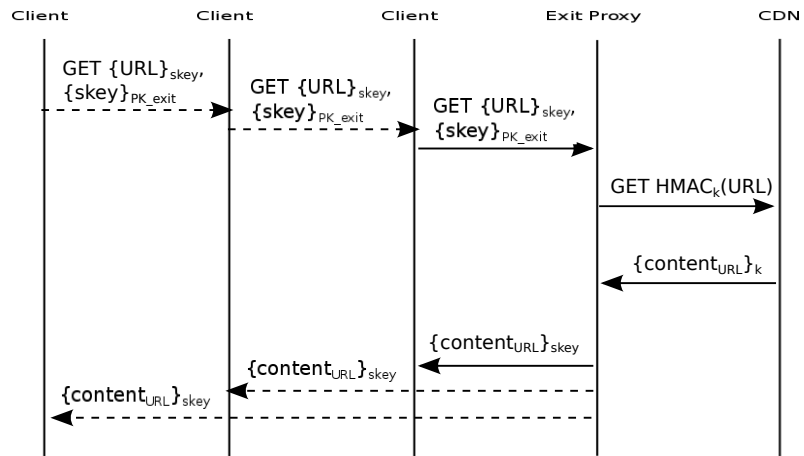 Client Client Client Exit Proxy CDN
GET {URL}skey,
{skey}PK_exit
GET {URL}skey,
{skey}PK_exit
GET {URL}skey,
{skey}PK_exit
GET HMACk(URL)
{contentURL}k
{contentURL}skey
{contentURL}skey
{contentURL}skey